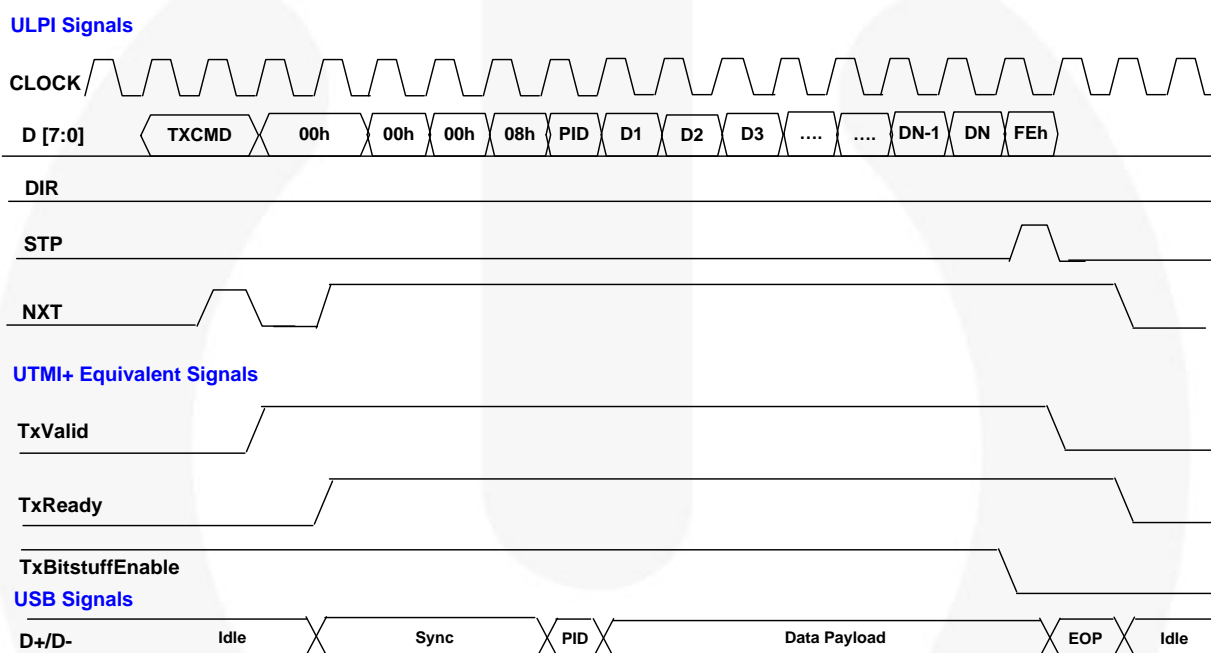 ULPI Signals
CLOCK
D [7:0] TXCMD 00h 00h 00h 08h PID D1 D2 D3 .... .... DN-1 DN FEh
DIR
STP
NXT
UTMI+ Equivalent Signals
TxValid
TxReady
TxBitstuffEnable
USB Signals
D+/D- Idle Sync PID Data Payload EOP Idle